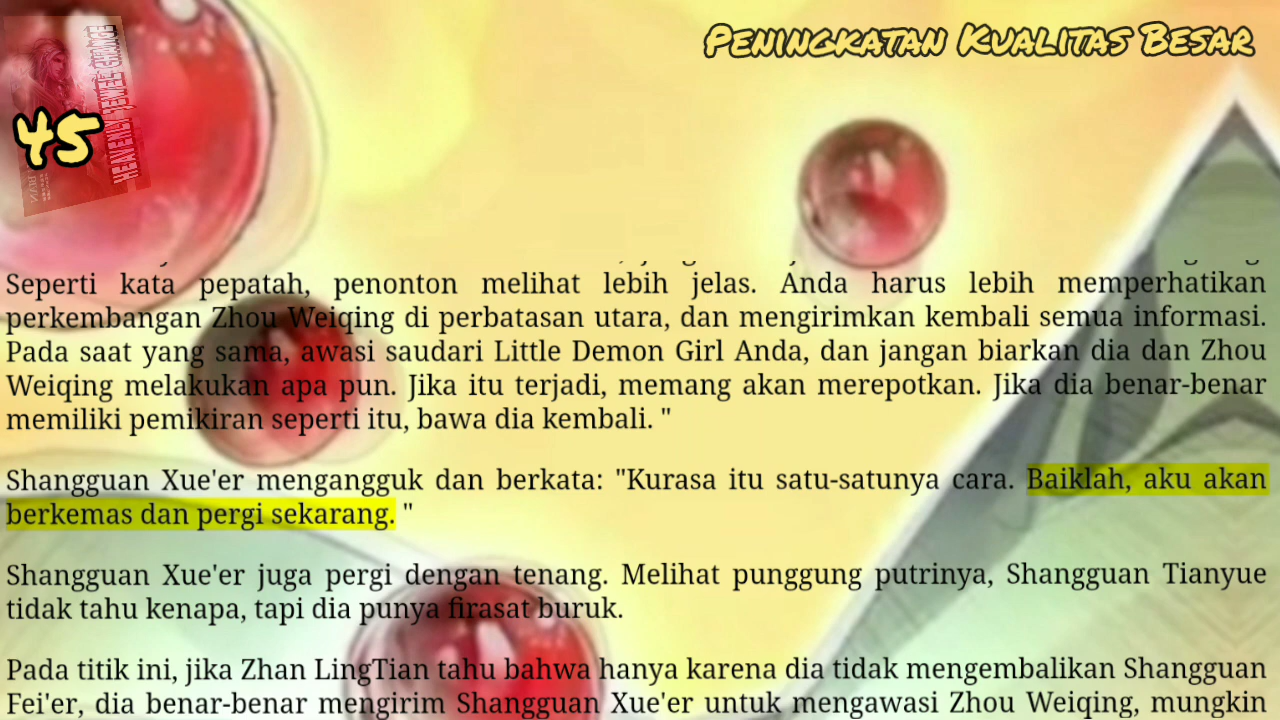 Peningkatan Kualitas Besar
45
HEAVENLY JEWEL CHANGE
Seperti kata pepatah, penonton melihat lebih jelas. Anda harus lebih memperhatikan
perkembangan Zhou Weiqing di perbatasan utara, dan mengirimkan kembali semua informasi.
Pada saat yang sama, awasi saudari Little Demon Girl Anda, dan jangan biarkan dia dan Zhou
Weiqing melakukan apa pun. Jika itu terjadi, memang akan merepotkan. Jika dia benar-benar
memiliki pemikiran seperti itu, bawa dia kembali. "
Shangguan Xue'er mengangguk dan berkata: "Kurasa itu satu-satunya cara. Baiklah, aku akan
berkemas dan pergi sekarang. "
Shangguan Xue'er juga pergi dengan tenang. Melihat punggung putrinya, Shangguan Tianyue
tidak tahu kenapa, tapi dia punya firasat buruk.
Pada titik ini, jika Zhan LingTian tahu bahwa hanya karena dia tidak mengembalikan Shangguan
Fei'er, dia benar-benar mengirim Shangguan Xue'er untuk mengawasi Zhou Weiqing, mungkin